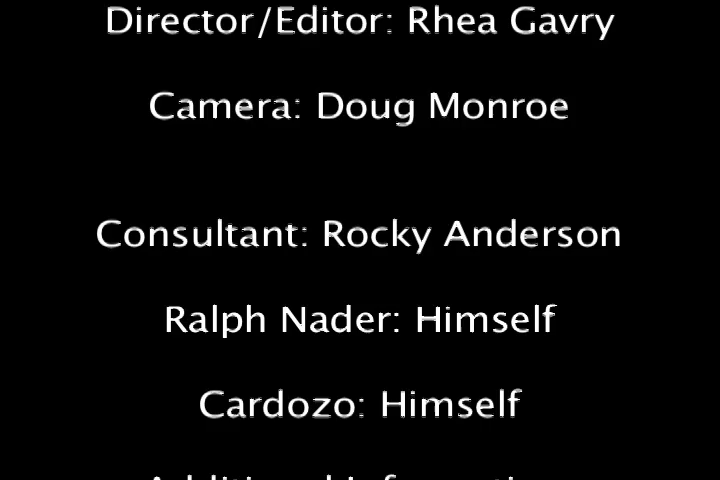 Director/Editor: Rhea Gavry
Camera: Doug Monroe
Consultant: Rocky Anderson
Ralph Nader: Himself
Cardozo: Himself